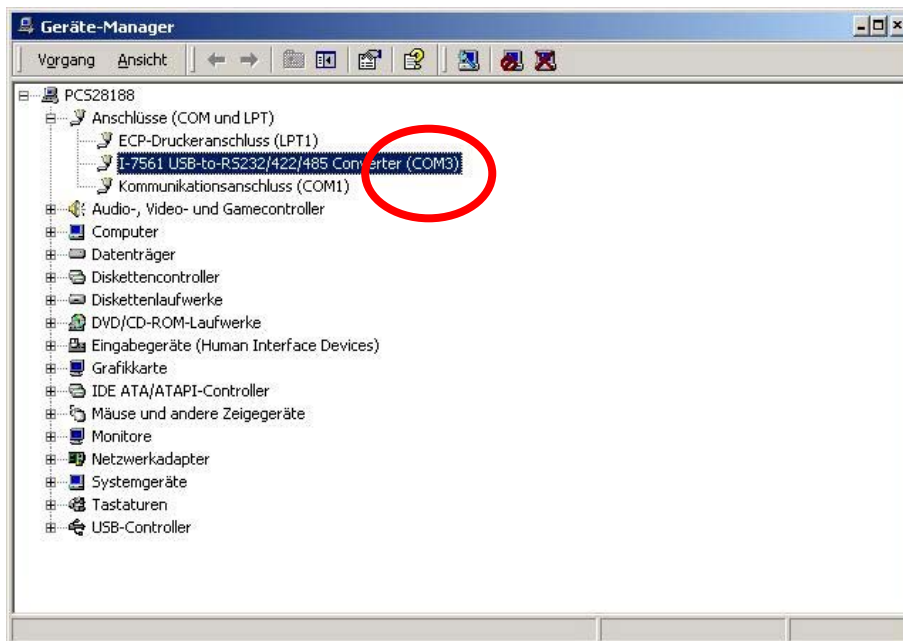 Geräte-Manager
Vorgang Ansicht
PCS28188
Anschlüsse (COM und LPT)
ECP-Druckeranschluss (LPT1)
I-7561 USB-to-RS232/422/485 Converter (COM3)
Kommunikationsanschluss (COM1)
Audio-, Video- und Gamecontroller
Computer
Datenträger
Diskettencontroller
Diskettenlaufwerke
DVD/CD-ROM-Laufwerke
Eingabegeräte (Human Interface Devices)
Grafikkarte
IDE ATA/ATAPI-Controller
Mäuse und andere Zeigegeräte
Monitore
Netzwerkadapter
Systemgeräte
Tastaturen
USB-Controller